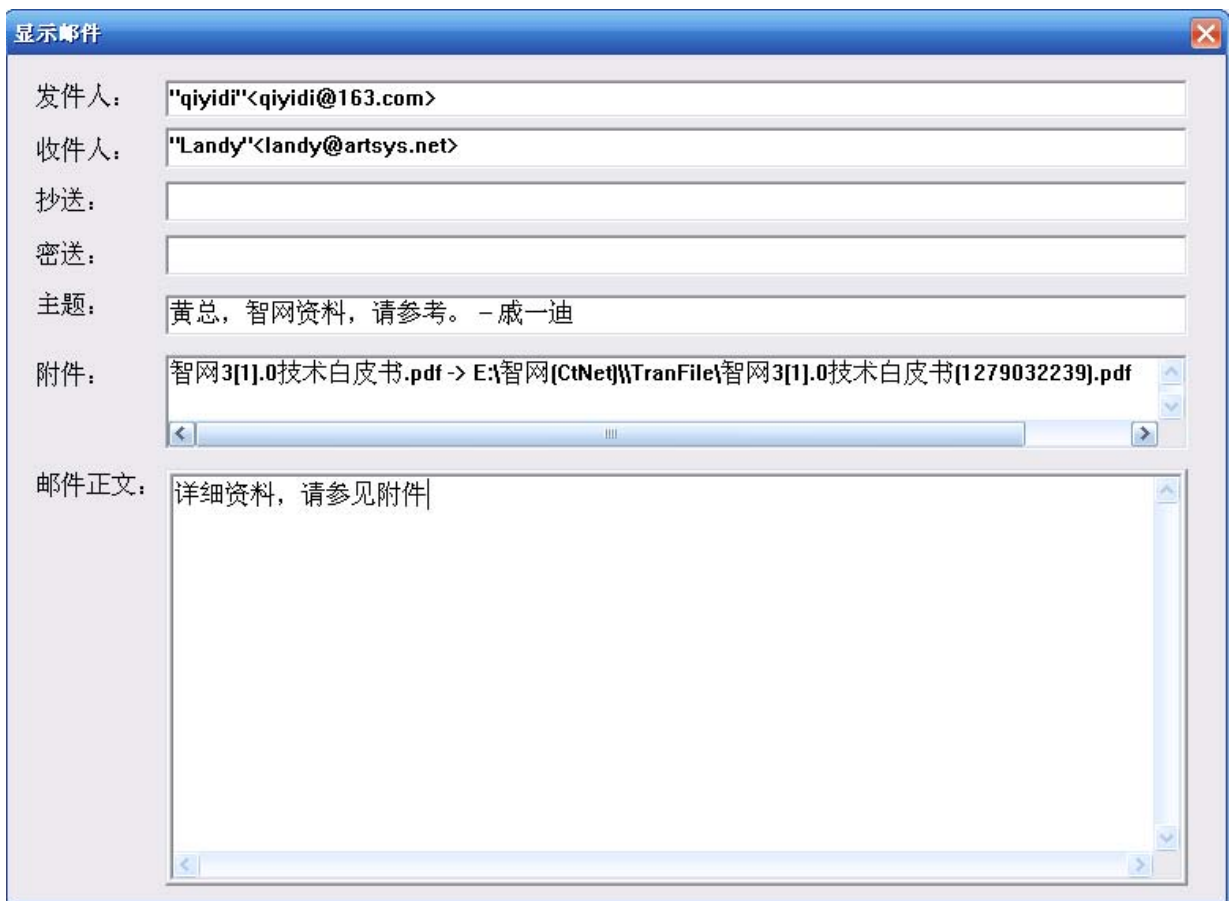 显示邮件
发件人： "qiyidi"<qiyidi@163.com>
收件人： "Landy"<landy@artsys.net>
抄送：
密送：
主题： 黄总，智网资料，请参考。 – 戚一迪
附件： 智网3[1].0技术白皮书.pdf -> E:\智网(CtNet)\\TranFile\智网3[1].0技术白皮书(1279032239).pdf
邮件正文： 详细资料，请参见附件